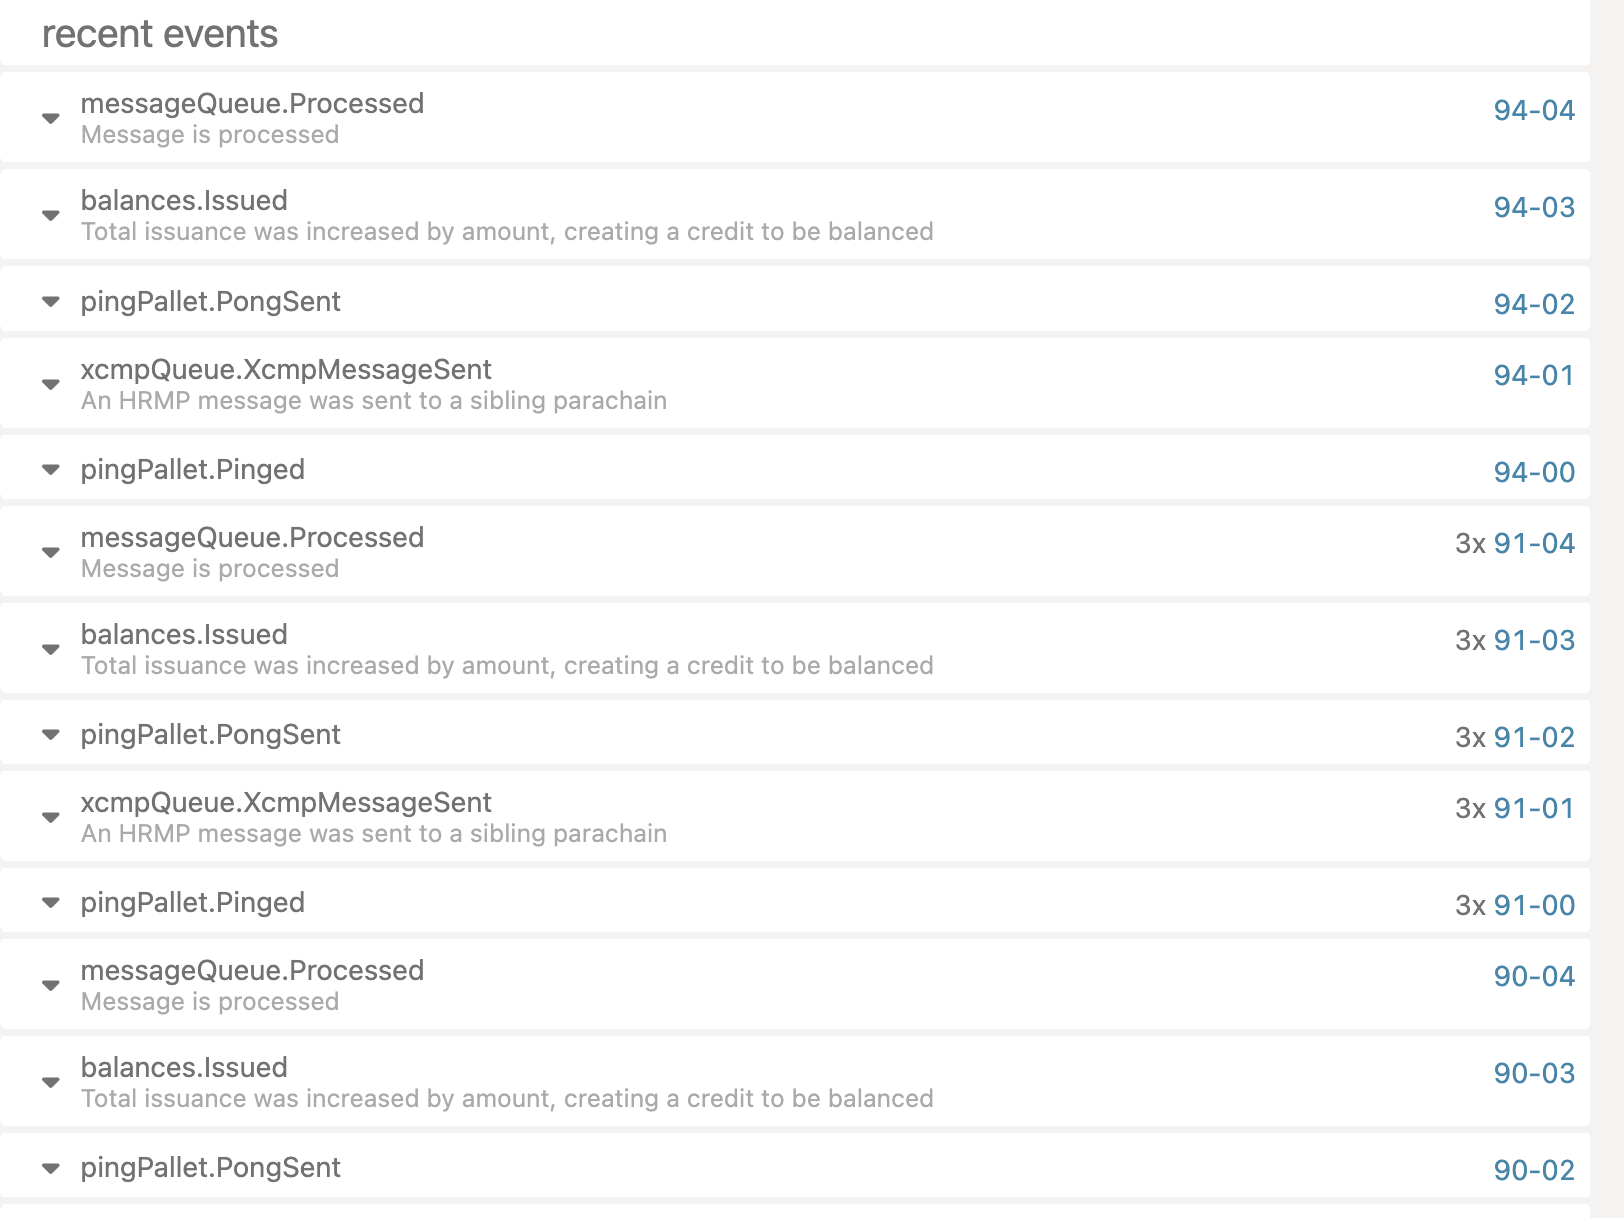 recent events
messageQueue.Processed
94-04
Message is processed
balances.Issued
94-03
Total issuance was increased by amount, creating a credit to be balanced
pingPallet.PongSent
94-02
xcmpQueue.XcmpMessageSent
94-01
An HRMP message was sent to a sibling parachain
pingPallet.Pinged
94-00
messageQueue.Processed
3x 91-04
Message is processed
balances.Issued
3x 91-03
Total issuance was increased by amount, creating a credit to be balanced
pingPallet.PongSent
3x 91-02
xcmpQueue.XcmpMessageSent
3x 91-01
An HRMP message was sent to a sibling parachain
pingPallet.Pinged
3x 91-00
messageQueue.Processed
90-04
Message is processed
balances.Issued
90-03
Total issuance was increased by amount, creating a credit to be balanced
pingPallet.PongSent
90-02